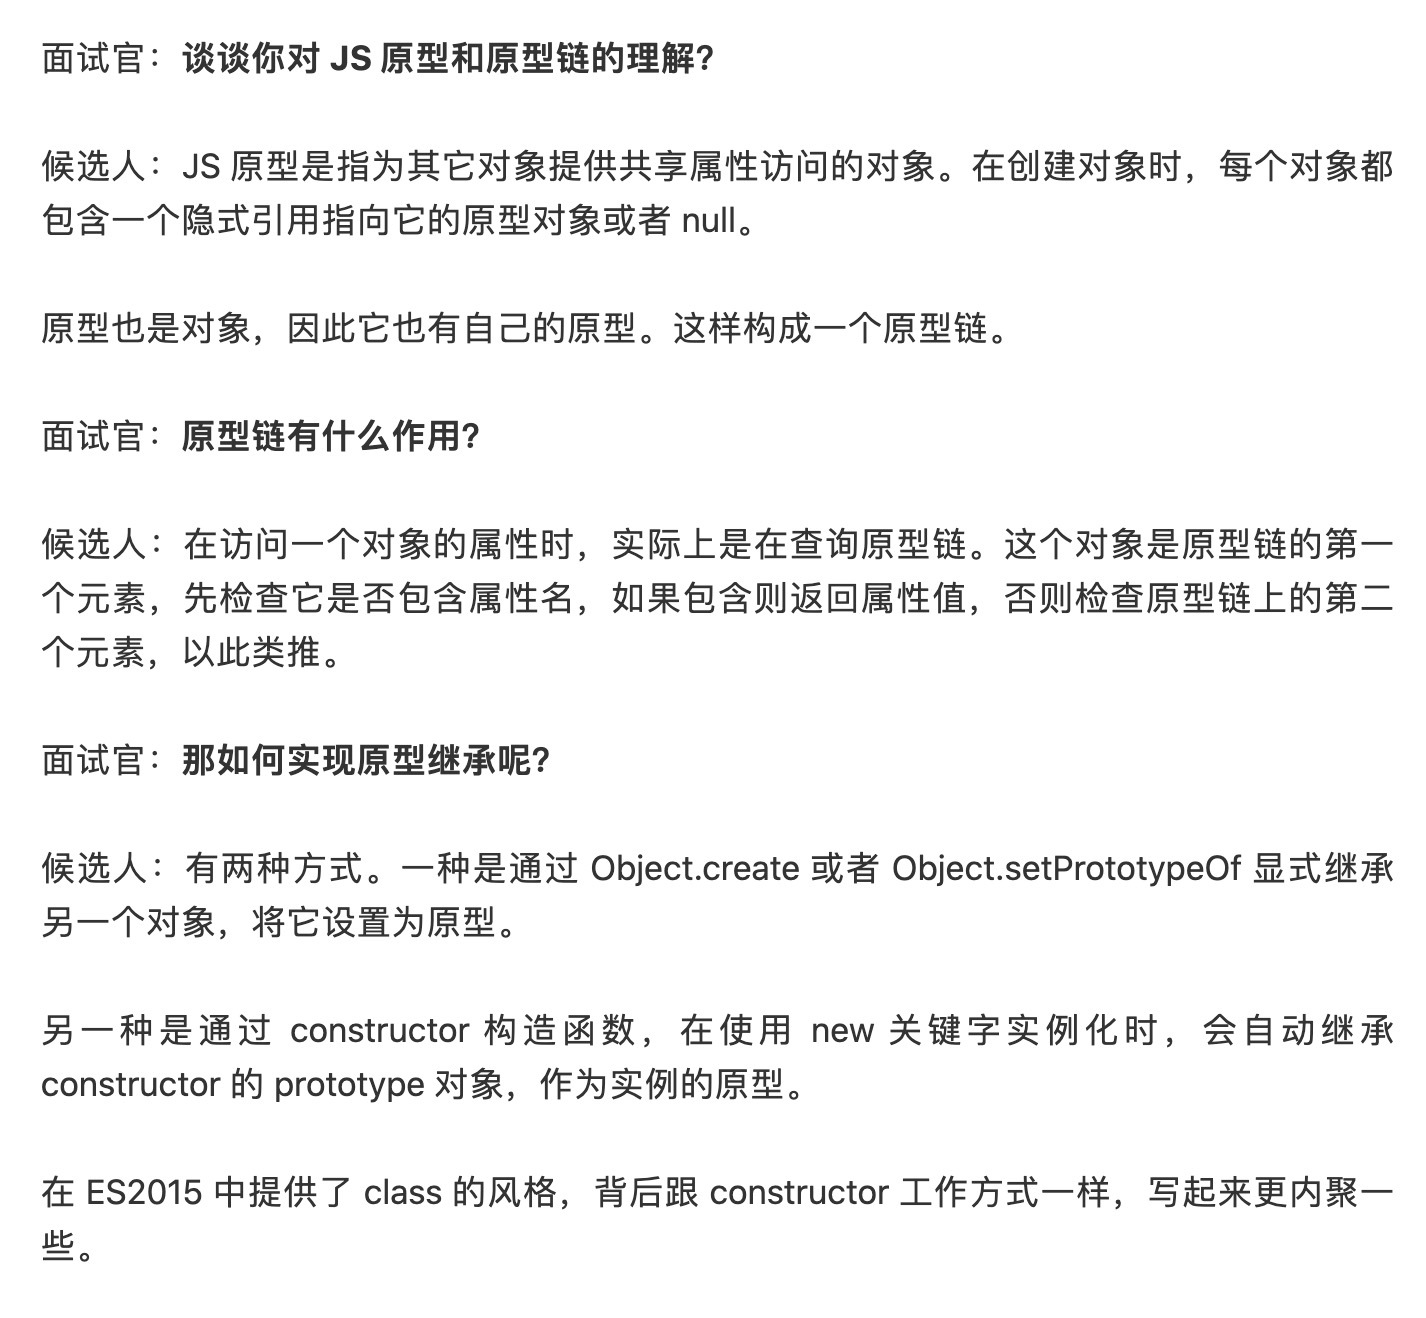 面试官：谈谈你对 JS 原型和原型链的理解？
候选人：JS 原型是指为其它对象提供共享属性访问的对象。在创建对象时，每个对象都
包含一个隐式引用指向它的原型对象或者 null。
原型也是对象，因此它也有自己的原型。这样构成一个原型链。
面试官：原型链有什么作用？
候选人：在访问一个对象的属性时，实际上是在查询原型链。这个对象是原型链的第一
个元素，先检查它是否包含属性名，如果包含则返回属性值，否则检查原型链上的第二
个元素，以此类推。
面试官：那如何实现原型继承呢？
候选人：有两种方式。一种是通过 Object.create 或者 Object.setPrototypeOf 显式继承
另一个对象，将它设置为原型。
另一种是通过 constructor 构造函数，在使用 new 关键字实例化时，会自动继承
constructor 的 prototype 对象，作为实例的原型。
在 ES2015 中提供了 class 的风格，背后跟 constructor 工作方式一样，写起来更内聚一
些。